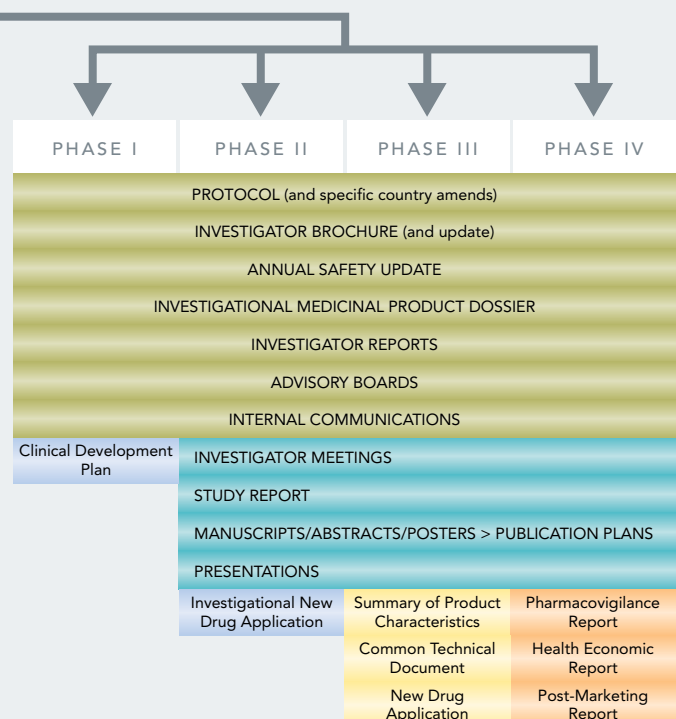 PHASE I
PHASE II
PHASE III
PHASE IV
PROTOCOL (and specific country amends)
INVESTIGATOR BROCHURE (and update)
ANNUAL SAFETY UPDATE
INVESTIGATIONAL MEDICINAL PRODUCT DOSSIER
INVESTIGATOR REPORTS
ADVISORY BOARDS
INTERNAL COMMUNICATIONS
Clinical Development
Plan
INVESTIGATOR MEETINGS
STUDY REPORT
MANUSCRIPTS/ABSTRACTS/POSTERS > PUBLICATION PLANS
PRESENTATIONS
Investigational New
Drug Application
Summary of Product
Characteristics
Common Technical
Document
New Drug
Application
Pharmacovigilance
Report
Health Economic
Report
Post-Marketing
Report